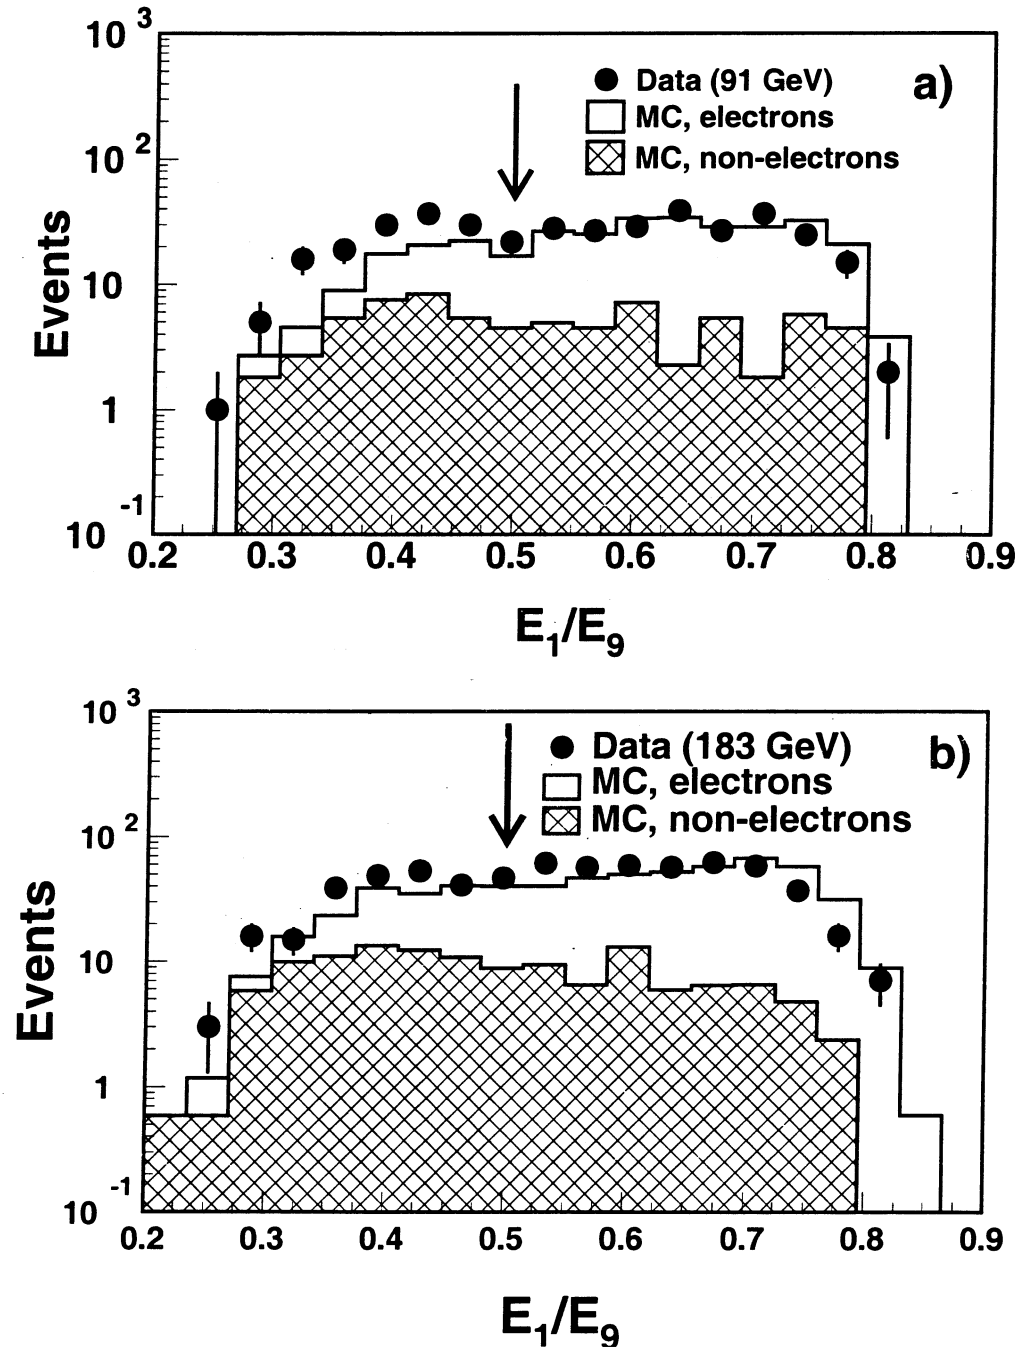 10 3
Data (91 GeV)
a)
MC, electrons
10 2
MC, non-electrons
Events
10
1
10 -1
0.2 0.3 0.4 0.5 0.6 0.7 0.8 0.9
E1/E9
10 3
Data (183 GeV)
b)
MC, electrons
10 2
MC, non-electrons
Events
10
1
10 -1
0.2 0.3 0.4 0.5 0.6 0.7 0.8 0.9
E1/E9